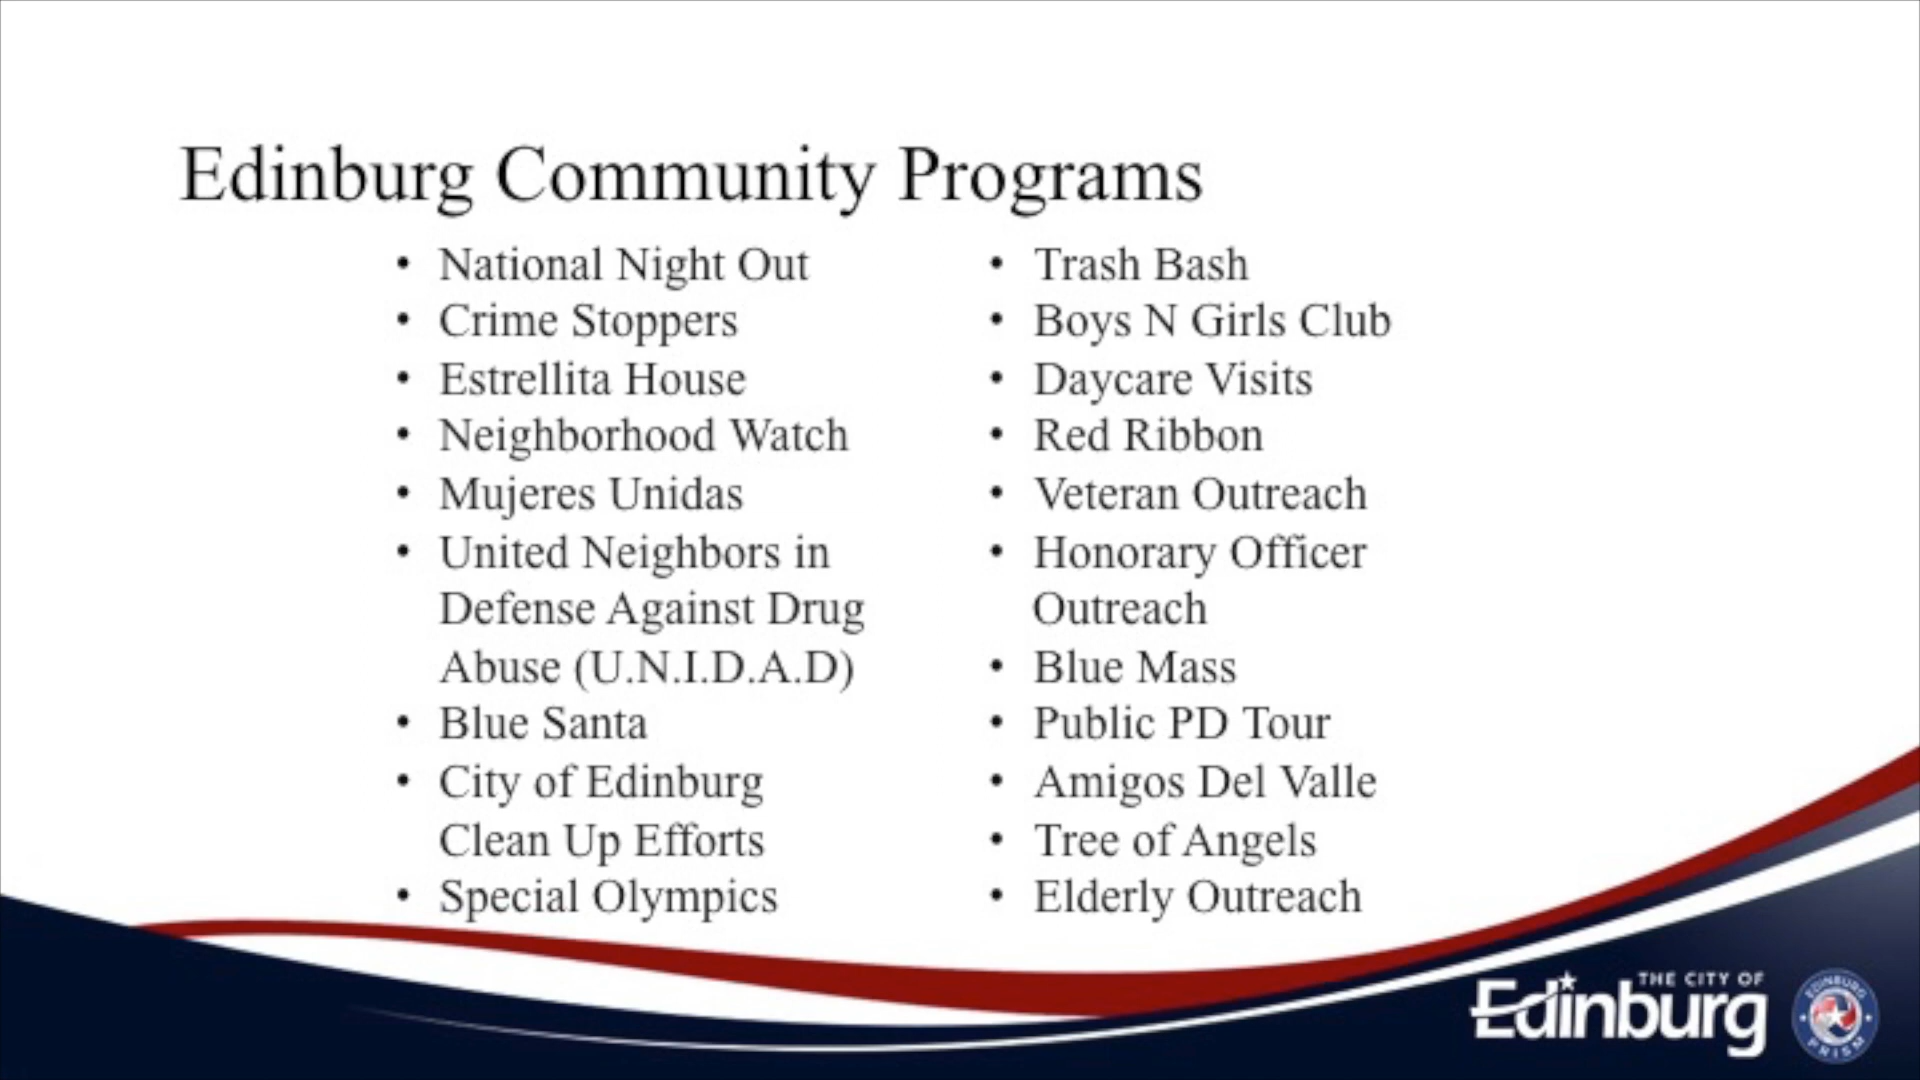 Edinburg Community Programs
• National Night Out
• Crime Stoppers
• Estrellita House
• Neighborhood Watch
• Mujeres Unidas
• United Neighbors in
Defense Against Drug
Abuse (U.N.I.D.A.D)
• Blue Santa
• City of Edinburg
Clean Up Efforts
• Special Olympics
• Trash Bash
• Boys N Girls Club
• Daycare Visits
• Red Ribbon
• Veteran Outreach
• Honorary Officer
Outreach
• Blue Mass
• Public PD Tour
• Amigos Del Valle
• Tree of Angels
• Elderly Outreach
THE CITY OF
Edinburg
EDINBURG
PRISM